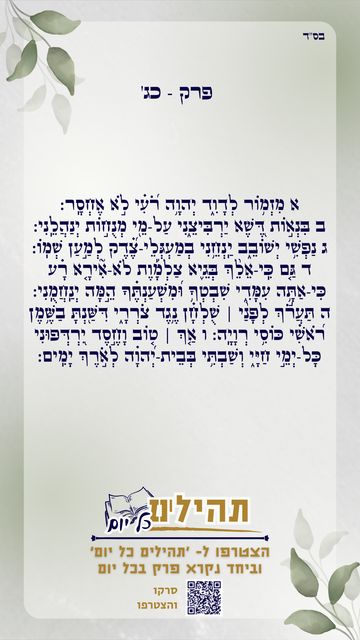 בס״ד
פרק - כג'
א מִזְמוֹר לְדָוִד יְהוָה רֹעִי לֹא אֶחְסָר:
ב בִּנְאוֹת דֶּשֶׁא יַרְבִּיצֵנִי עַל-מֵי מְנֻחוֹת יְנַהֲלֵנִי:
ג נַפְשִׁי יְשׁוֹבֵב יַנְחֵנִי בְמַעְגְּלֵי-צֶדֶק לְמַעַן שְׁמוֹ:
ד גַּם כִּי-אֵלֵךְ בְּגֵיא צַלְמָוֶת לֹא-אִירָא רָע
כִּי-אַתָּה עִמָּדִי שִׁבְטְךָ וּמִשְׁעַנְתֶּךָ הֵמָּה יְנַחֲמֻנִי:
ה תַּעֲרֹךְ לְפָנַי | שֻׁלְחָן נֶגֶד צֹרְרָי דִּשַּׁנְתָּ בַשֶּׁמֶן
רֹאשִׁי כּוֹסִי רְוָיָה: ו אַךְ | טוֹב וָחֶסֶד יִרְדְּפוּנִי
כָּל-יְמֵי חַיָּי וְשַׁבְתִּי בְּבֵית-יְהוָה לְאֹרֶךְ יָמִים:
תהילים
כל יום!
הצטרפו ל- 'תהילים כל יום'
וביחד נקרא פרק בכל יום
סרקו
והצטרפו